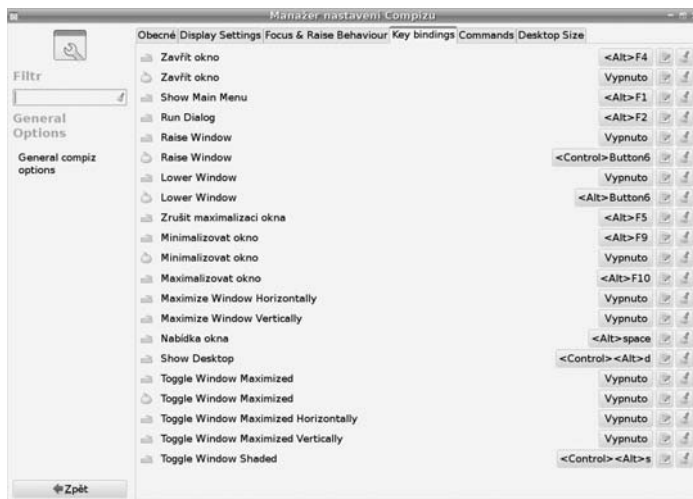 Manažer nastavení Compizu
Obecné Display Settings Focus & Raise Behaviour Key bindings Commands Desktop Size
Filtr
General
Options
General compiz
options
Zavřít okno <Alt>F4
Zavřít okno Vypnuto
Show Main Menu <Alt>F1
Run Dialog <Alt>F2
Raise Window Vypnuto
Raise Window <Control>Button6
Lower Window Vypnuto
Lower Window <Alt>Button6
Zrušit maximalizaci okna <Alt>F5
Minimalizovat okno <Alt>F9
Minimalizovat okno Vypnuto
Maximalizovat okno <Alt>F10
Maximize Window Horizontally Vypnuto
Maximize Window Vertically Vypnuto
Nabídka okna <Alt>space
Show Desktop <Control><Alt>d
Toggle Window Maximized Vypnuto
Toggle Window Maximized Vypnuto
Toggle Window Maximized Horizontally Vypnuto
Toggle Window Maximized Vertically Vypnuto
Toggle Window Shaded <Control><Alt>s
Zpět